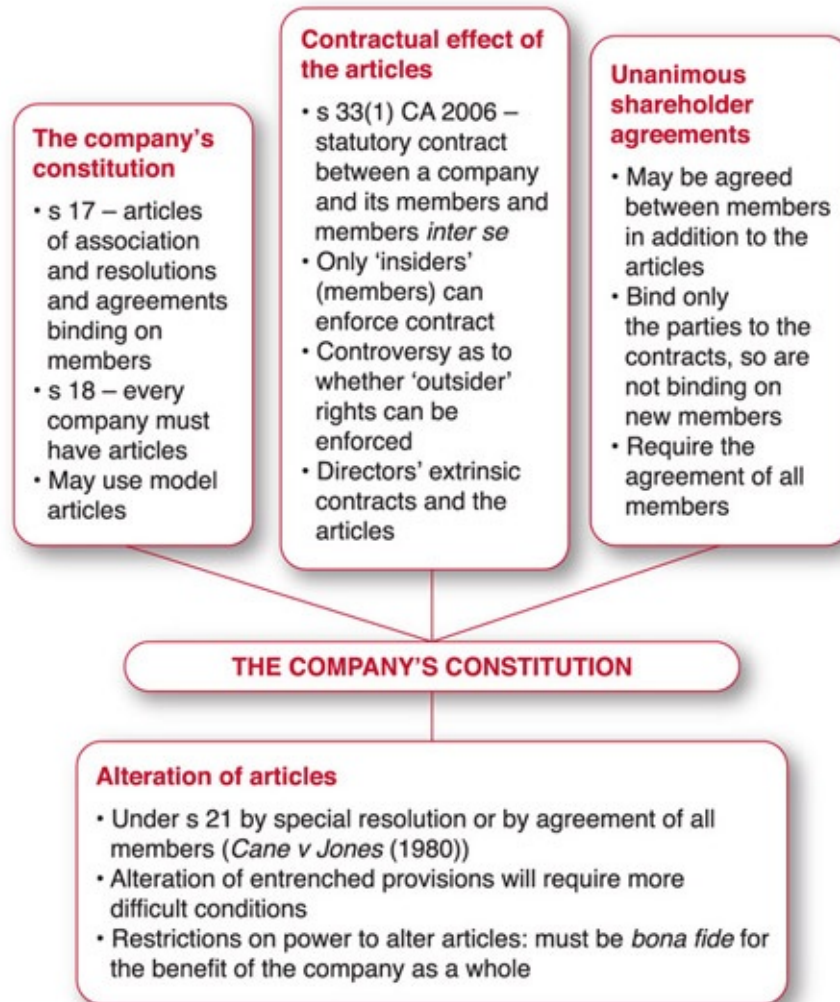 The company's
constitution
• s 17 – articles
of association
and resolutions
and agreements
binding on
members
• s 18 – every
company must
have articles
• May use model
articles
Contractual effect of
the articles
• s 33(1) CA 2006 –
statutory contract
between a company
and its members and
members inter se
• Only 'insiders'
(members) can
enforce contract
• Controversy as to
whether 'outsider'
rights can be
enforced
• Directors' extrinsic
contracts and the
articles
Unanimous
shareholder
agreements
• May be agreed
between members
in addition to the
articles
• Bind only
the parties to the
contracts, so are
not binding on
new members
• Require the
agreement of all
members
THE COMPANY'S CONSTITUTION
Alteration of articles
• Under s 21 by special resolution or by agreement of all
members (Cane v Jones (1980))
• Alteration of entrenched provisions will require more
difficult conditions
• Restrictions on power to alter articles: must be bona fide for
the benefit of the company as a whole